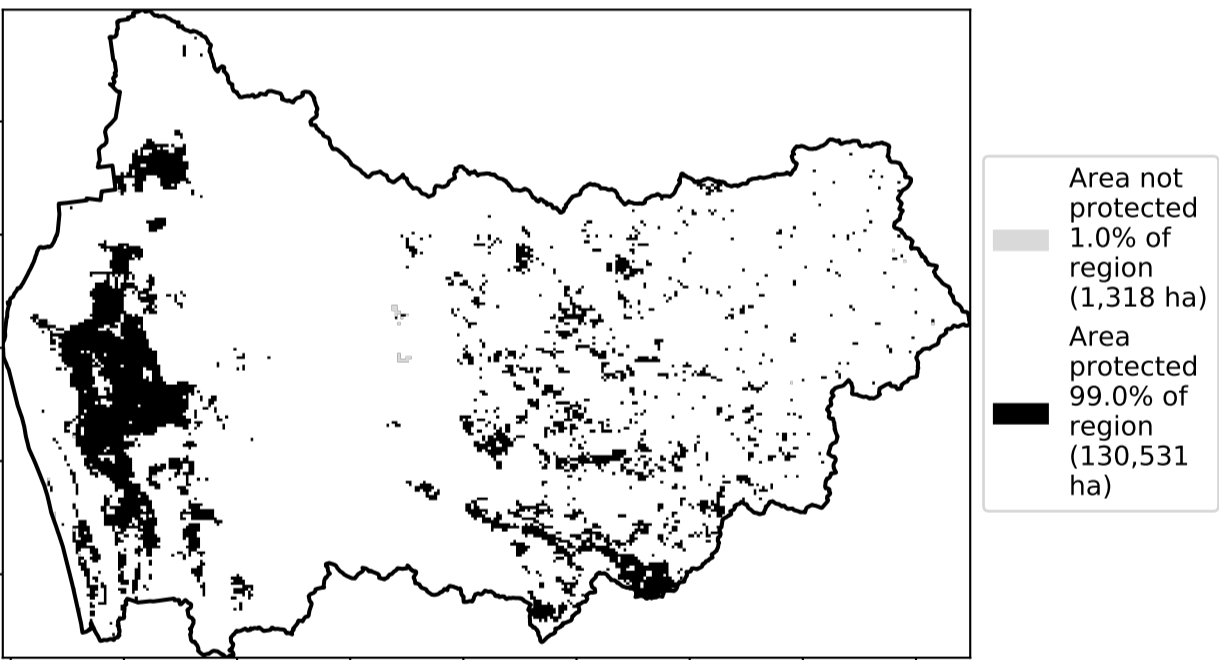 Area not
protected
1.0% of
region
(1,318 ha)
Area
protected
99.0% of
region
(130,531
ha)